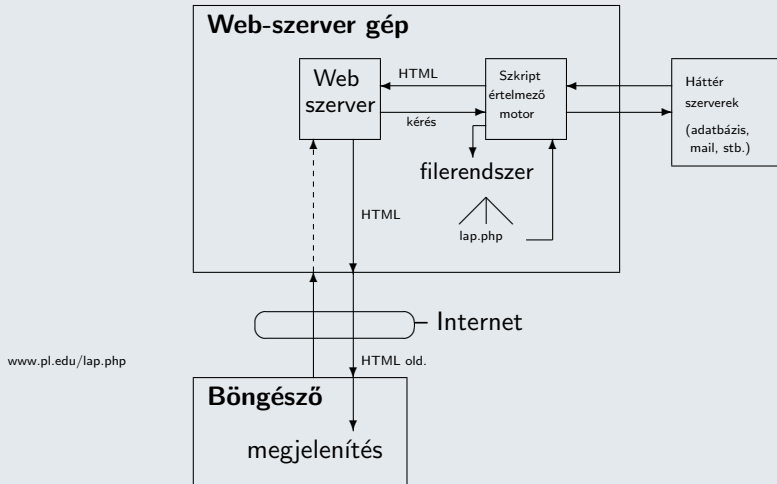 Web-szerver gép
Web
szerver
HTML
kérés
Szkript
értelmező
motor
Háttér
szerverek
(adatbázis,
mail, stb.)
filerendszer
lap.php
HTML
Internet
www.pl.edu/lap.php
HTML old.
Böngésző
megjelenítés